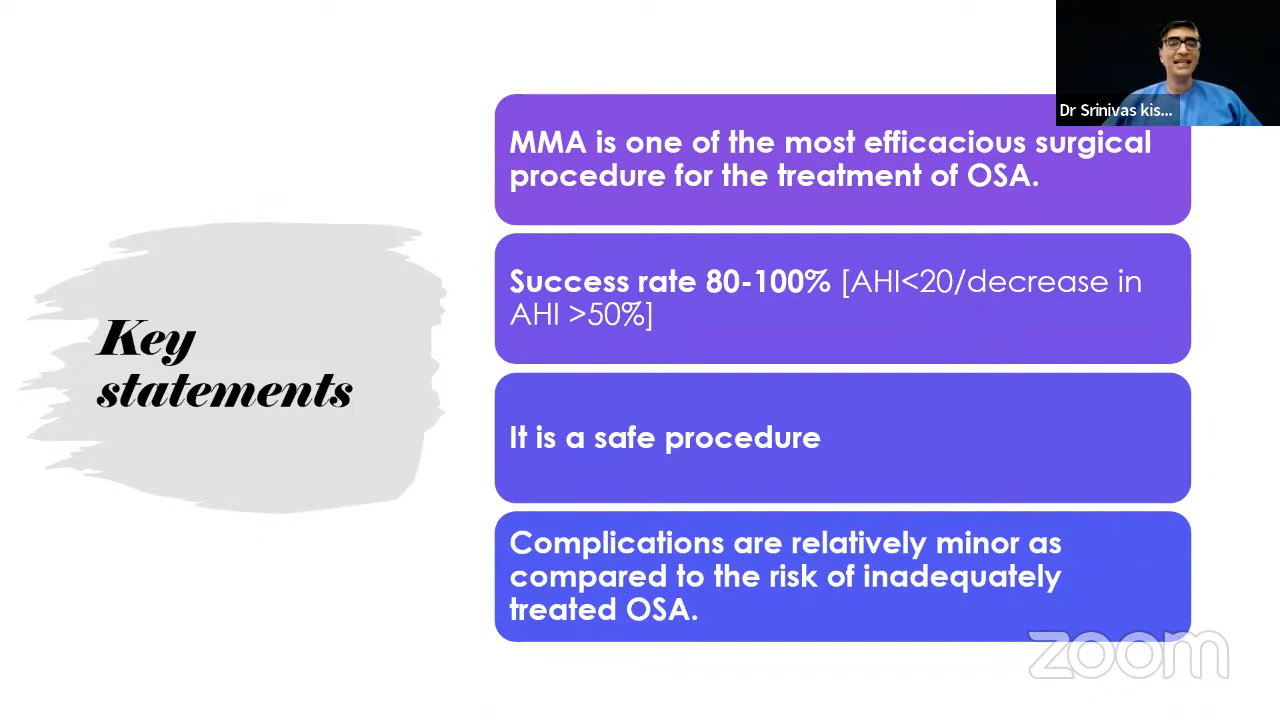 Dr Srinivas kis...
MMA is one of the most efficacious surgical
procedure for the treatment of OSA.
Success rate 80-100% [AHI<20/decrease in
AHI >50%]
Key
statements
It is a safe procedure
Complications are relatively minor as
compared to the risk of inadequately
treated OSA.
zoom